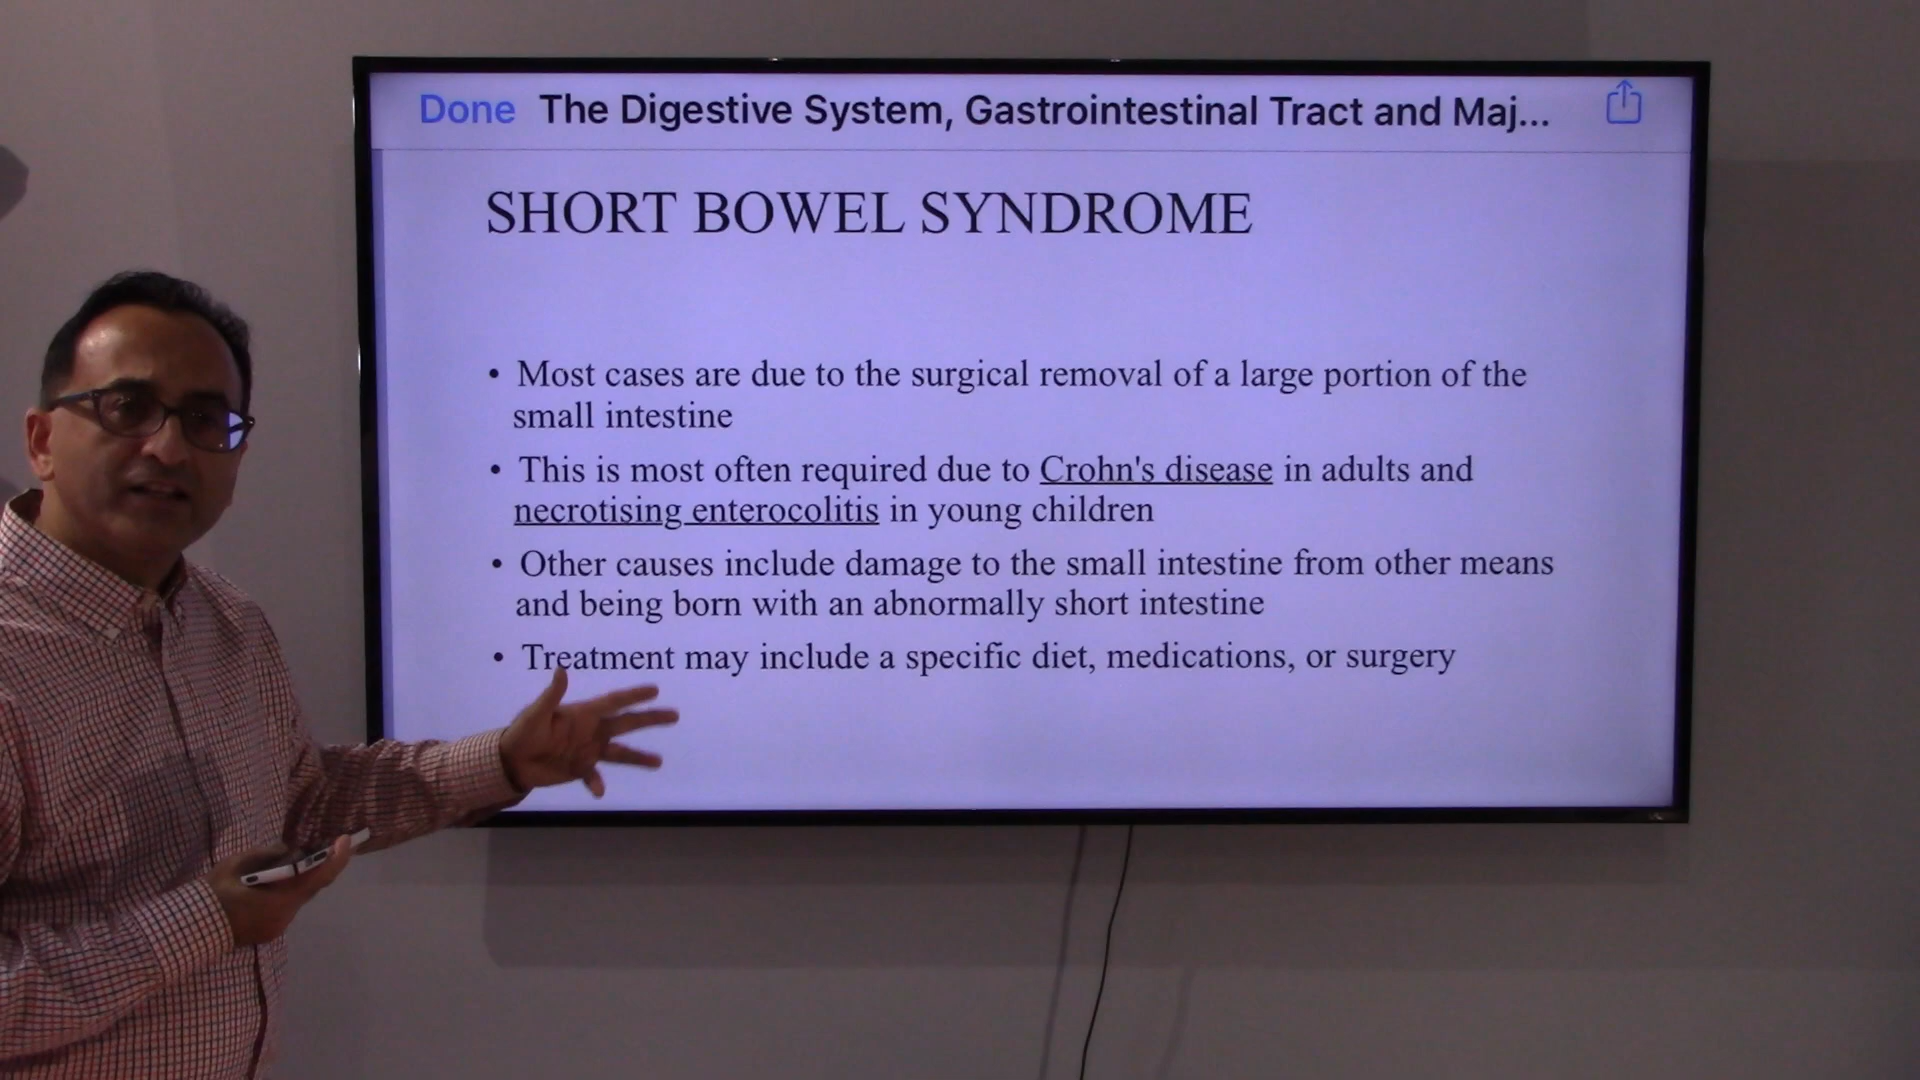 Done The Digestive System, Gastrointestinal Tract and Maj...
SHORT BOWEL SYNDROME
• Most cases are due to the surgical removal of a large portion of the
small intestine
• This is most often required due to Crohn's disease in adults and
necrotising enterocolitis in young children
• Other causes include damage to the small intestine from other means
and being born with an abnormally short intestine
• Treatment may include a specific diet, medications, or surgery